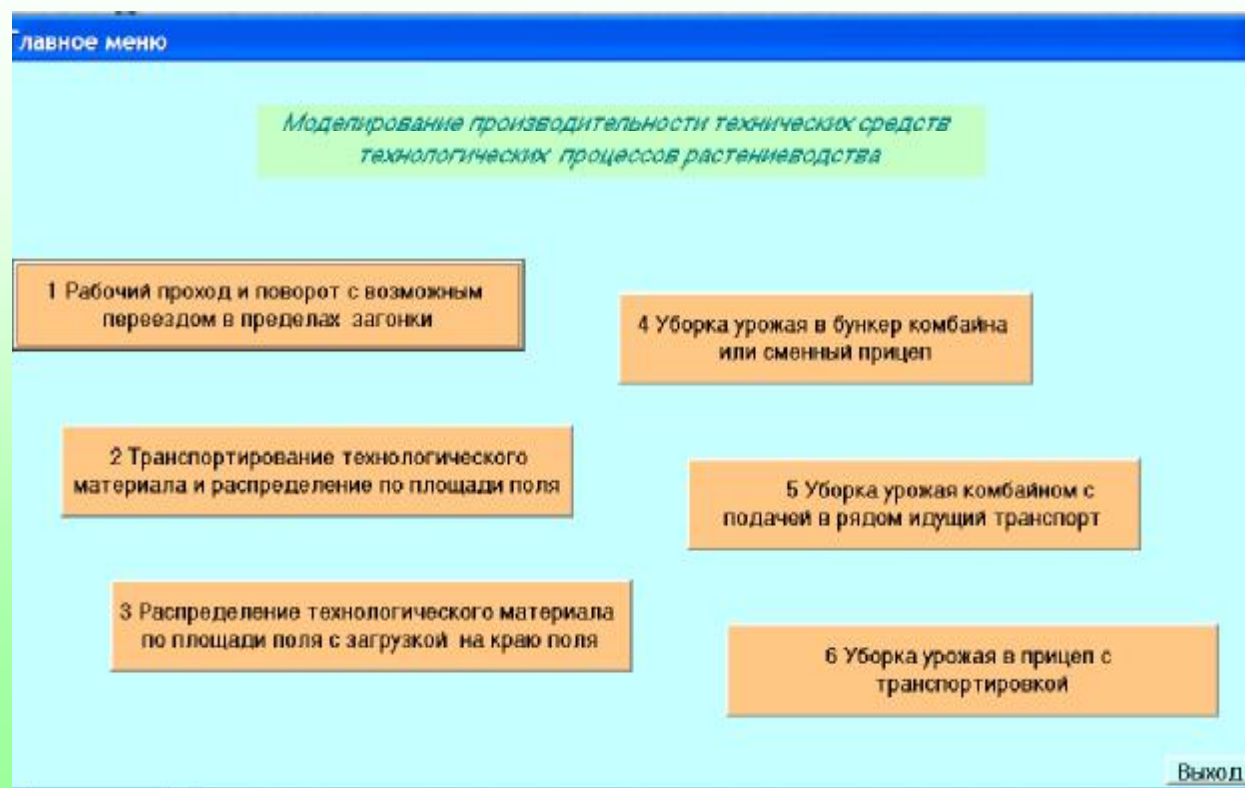 Главное меню
Моделирование производительности технических средств
технологических процессов растениеводства
1 Рабочий проход и поворот с возможным
переездом в пределах загонки
2 Транспортирование технологического
материала и распределение по площади поля
3 Распределение технологического материала
по площади поля с загрузкой на краю поля
4 Уборка урожая в бункер комбайна
или сменный прицеп
5 Уборка урожая комбайном с
подачей в рядом идущий транспорт
6 Уборка урожая в прицеп с
транспортировкой
Выход